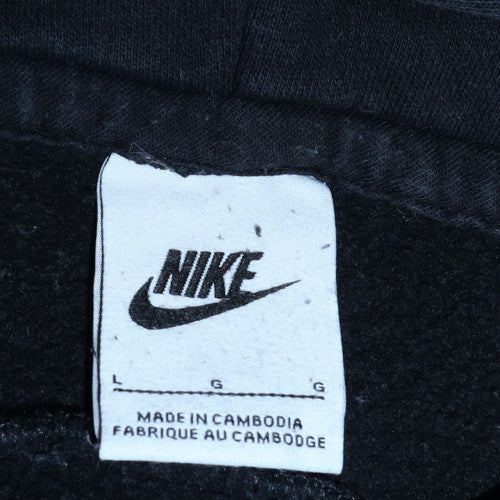 NIKE
L G G
MADE IN CAMBODIA
FABRIQUE AU CAMBODGE